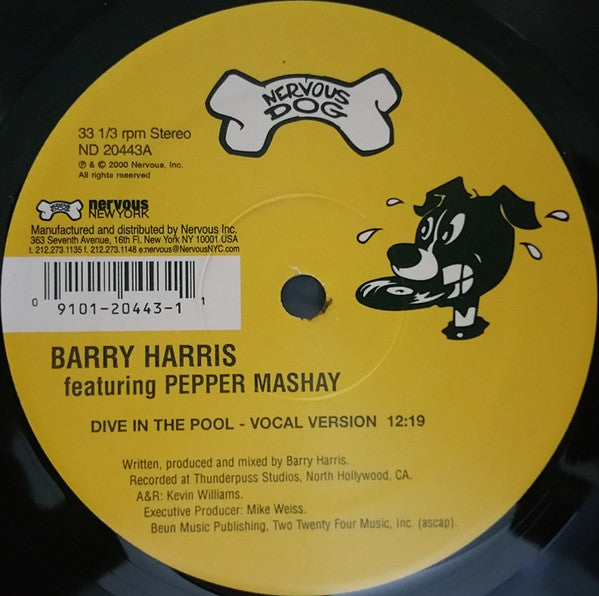 NERVOUS
DOG
33 1/3 rpm Stereo
ND 20443A
℗ & © 2000 Nervous, Inc.
All rights reserved
NERVOUS
DOG
nervous
NEW YORK
Manufactured and distributed by Nervous Inc.
363 Seventh Avenue, 16th Fl. New York NY 10001 USA
t. 212.273.1135 f. 212.273.1148 e:nervous@NervousNYC.com
0 9101-20443-1 1
BARRY HARRIS
featuring PEPPER MASHAY
DIVE IN THE POOL - VOCAL VERSION 12:19
Written, produced and mixed by Barry Harris.
Recorded at Thunderpuss Studios, North Hollywood, CA.
A&R: Kevin Williams.
Executive Producer: Mike Weiss.
Beun Music Publishing, Two Twenty Four Music, Inc. (ascap).